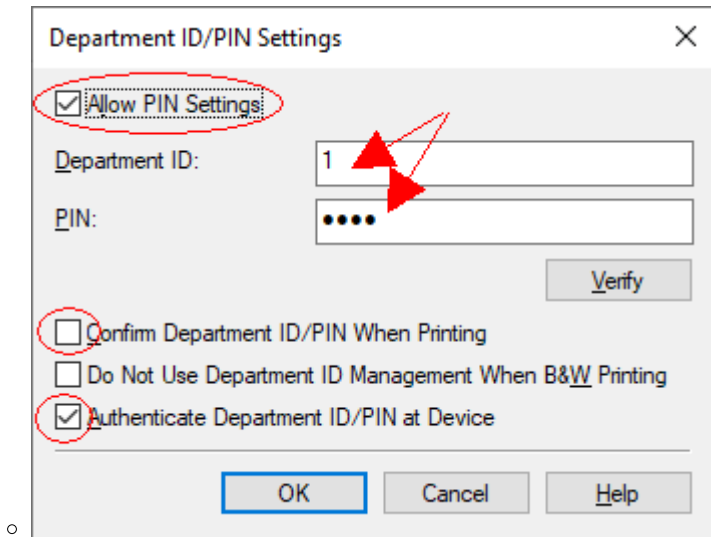 Department ID/PIN Settings
Allow PIN Settings
Department ID:
1
PIN:
••••
Verify
Confirm Department ID/PIN When Printing
Do Not Use Department ID Management When B&W Printing
Authenticate Department ID/PIN at Device
OK Cancel Help